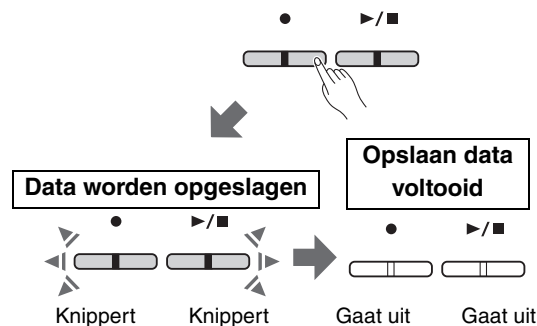 ● ►/■
Data worden opgeslagen
Opslaan data
voltooid
● ►/■ ● ►/■
Knippert Knippert Gaat uit Gaat uit